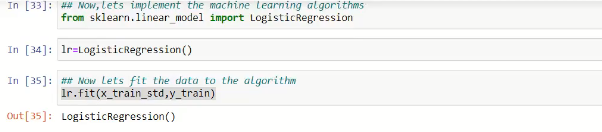 In [33]: ## Now,lets implement the machine learning algorithms
from sklearn.linear_model import LogisticRegression
In [34]: lr=LogisticRegression()
In [35]: ## Now lets fit the data to the algorithm
lr.fit(x_train_std,y_train)
Out[35]: LogisticRegression()